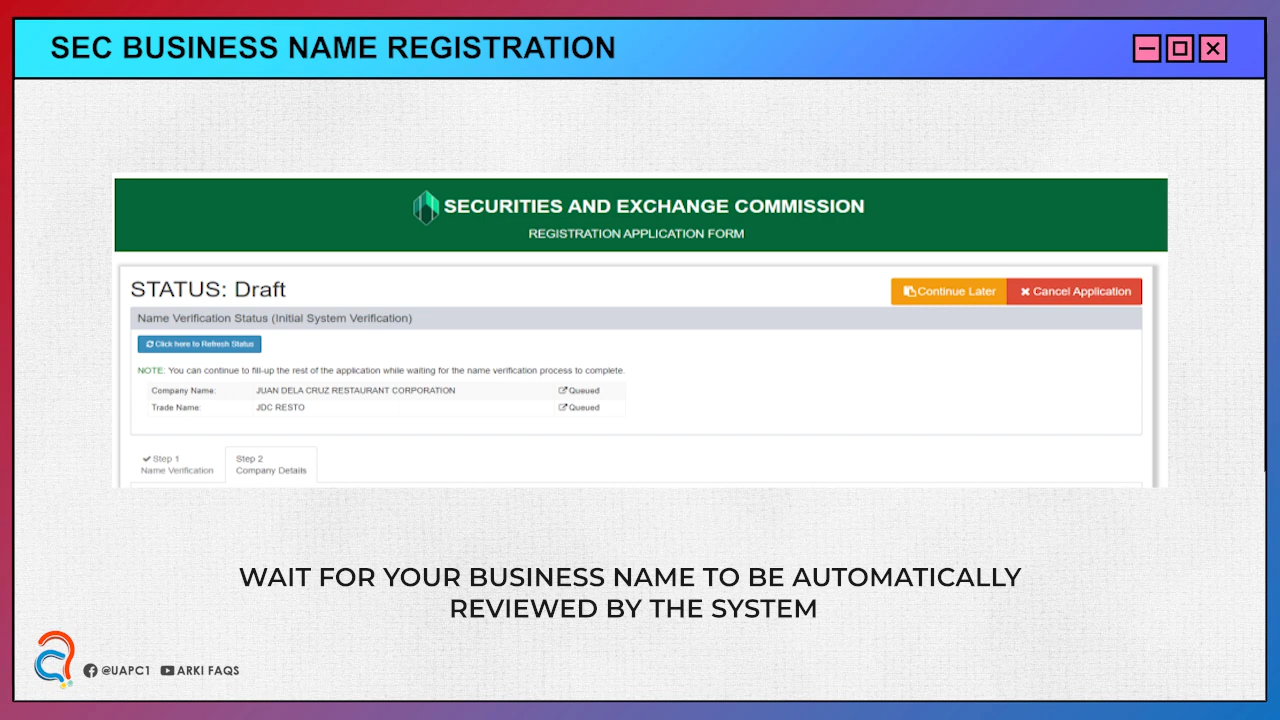 SEC BUSINESS NAME REGISTRATION
SECURITIES AND EXCHANGE COMMISSION
REGISTRATION APPLICATION FORM
STATUS: Draft
Continue Later
Cancel Application
Name Verification Status (Initial System Verification)
Click here to Refresh Status
NOTE: You can continue to fill-up the rest of the application while waiting for the name verification process to complete.
Company Name: JUAN DELA CRUZ RESTAURANT CORPORATION Queued
Trade Name: JDC RESTO Queued
Step 1
Name Verification
Step 2
Company Details
WAIT FOR YOUR BUSINESS NAME TO BE AUTOMATICALLY
REVIEWED BY THE SYSTEM
@UAPC1 ARKI FAQS